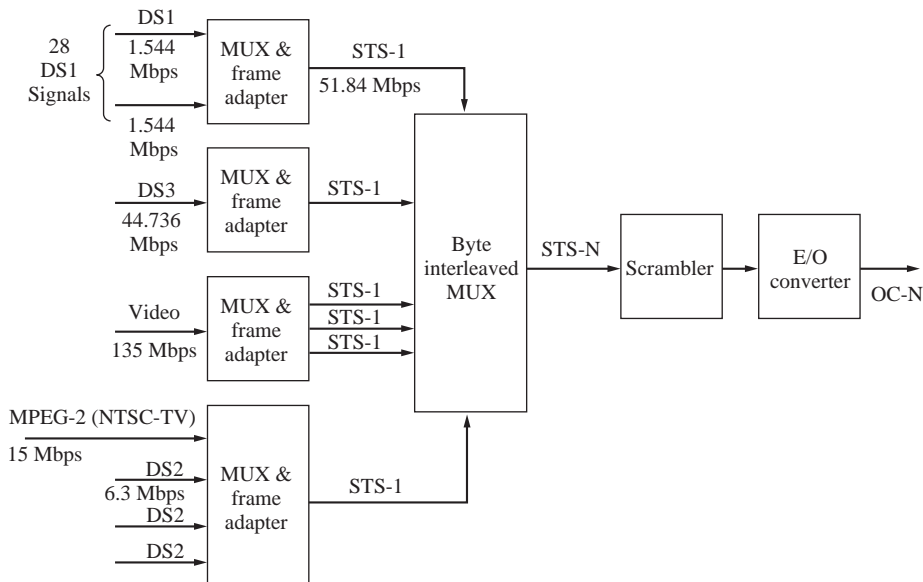 28
DS1
Signals
DS1
1.544
Mbps
1.544
Mbps
MUX &
frame
adapter
STS-1
51.84 Mbps
DS3
44.736
Mbps
MUX &
frame
adapter
STS-1
Video
135 Mbps
MUX &
frame
adapter
STS-1
STS-1
STS-1
MPEG-2 (NTSC-TV)
15 Mbps
DS2
6.3 Mbps
DS2
DS2
MUX &
frame
adapter
STS-1
Byte
interleaved
MUX
STS-N
Scrambler
E/O
converter
OC-N